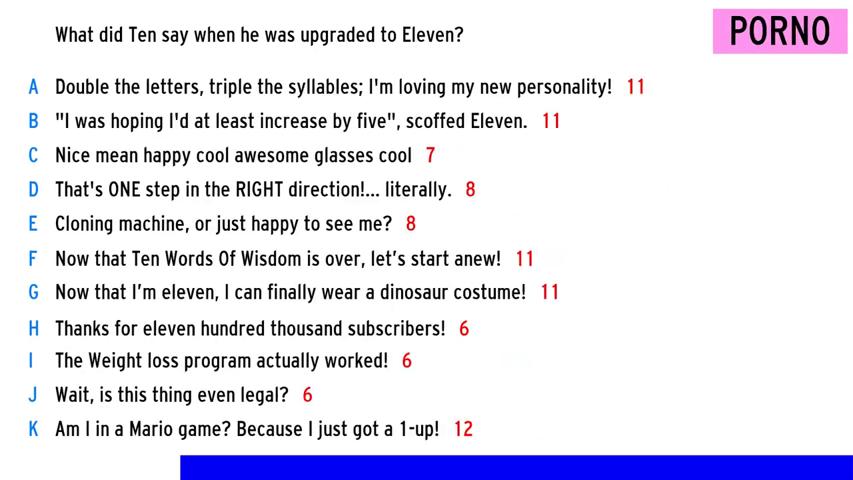 What did Ten say when he was upgraded to Eleven?
PORNO
A Double the letters, triple the syllables; I'm loving my new personality! 11
B "I was hoping I'd at least increase by five", scoffed Eleven. 11
C Nice mean happy cool awesome glasses cool 7
D That's ONE step in the RIGHT direction!... literally. 8
E Cloning machine, or just happy to see me? 8
F Now that Ten Words Of Wisdom is over, let’s start anew! 11
G Now that I’m eleven, I can finally wear a dinosaur costume! 11
H Thanks for eleven hundred thousand subscribers! 6
I The Weight loss program actually worked! 6
J Wait, is this thing even legal? 6
K Am I in a Mario game? Because I just got a 1-up! 12